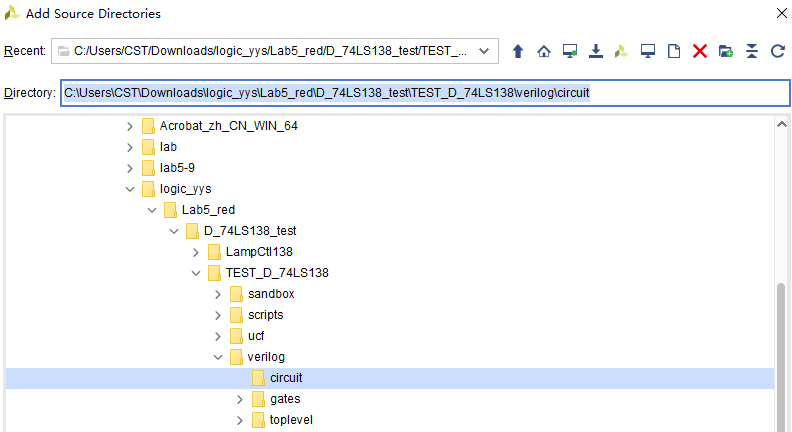 Add Source Directories
Recent: C:/Users/CST/Downloads/logic_yys/Lab5_red/D_74LS138_test/TEST_...
Directory: C:\Users\CST\Downloads\logic_yys\Lab5_red\D_74LS138_test\TEST_D_74LS138\verilog\circuit
Acrobat_zh_CN_WIN_64
lab
lab5-9
logic_yys
Lab5_red
D_74LS138_test
LampCtl138
TEST_D_74LS138
sandbox
scripts
ucf
verilog
circuit
gates
toplevel